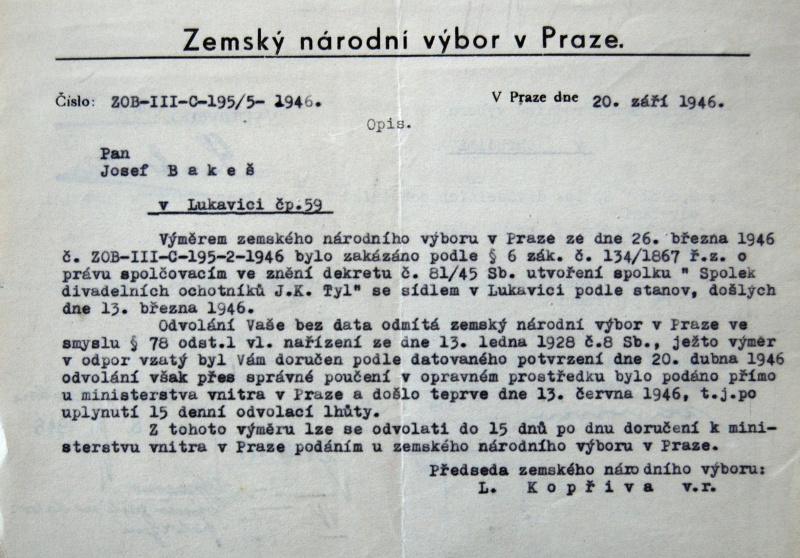 Zemský národní výbor v Praze.
Číslo: ZOB-III-C-195/5- 1946. V Praze dne 20. září 1946.
Opis.
Pan
Josef B a k e š
v Lukavici čp.59
Výměrem zemského národního výboru v Praze ze dne 26. března 1946
č. ZOB-III-C-195-2-1946 bylo zakázáno podle § 6 zák. č. 134/1867 ř.z. o
právu spolčovacím ve znění dekretu č. 81/45 Sb. utvoření spolku " Spolek
divadelních ochotníků J.K. Tyl" se sídlem v Lukavici podle stanov, došlých
dne 13. března 1946.
Odvolání Vaše bez data odmítá zemský národní výbor v Praze ve
smyslu § 78 odst.1 vl. nařízení ze dne 13. ledna 1928 č.8 Sb., ježto výměr
v odpor vzatý byl Vám doručen podle datovaného potvrzení dne 20. dubna 1946
odvolání však přes správné poučení v opravném prostředku bylo podáno přímo
u ministerstva vnitra v Praze a došlo teprve dne 13. června 1946, t.j.po
uplynutí 15 denní odvolací lhůty.
Z tohoto výměru lze se odvolati do 15 dnů po dnu doručení k mini-
sterstvu vnitra v Praze podáním u zemského národního výboru v Praze.
Předseda zemského národního výboru:
L. K o p ř i v a v.r.